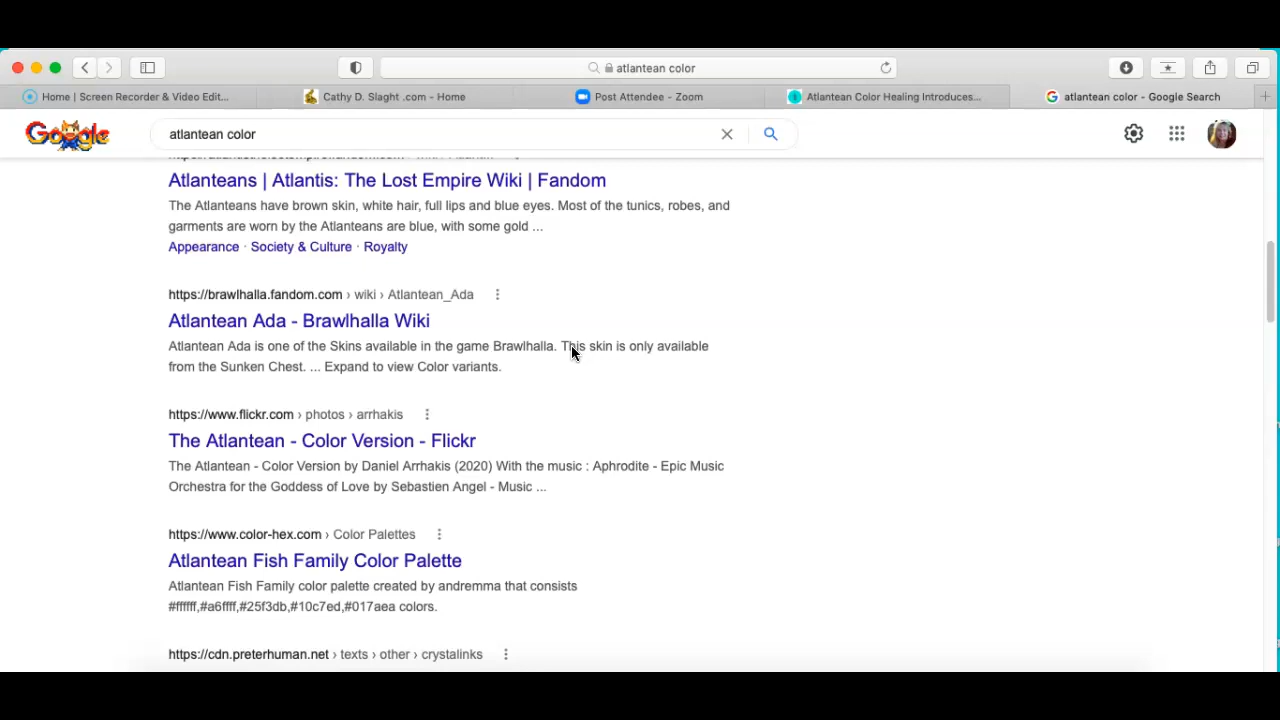 atlantean color
Home | Screen Recorder & Video Edit...
Cathy D. Slaght .com - Home
Post Attendee - Zoom
Atlantean Color Healing Introduces...
atlantean color - Google Search
Google
atlantean color
Atlanteans | Atlantis: The Lost Empire Wiki | Fandom
The Atlanteans have brown skin, white hair, full lips and blue eyes. Most of the tunics, robes, and
garments are worn by the Atlanteans are blue, with some gold ...
Appearance · Society & Culture · Royalty
https://brawlhalla.fandom.com › wiki › Atlantean_Ada
Atlantean Ada - Brawlhalla Wiki
Atlantean Ada is one of the Skins available in the game Brawlhalla. This skin is only available
from the Sunken Chest. ... Expand to view Color variants.
https://www.flickr.com › photos › arrhakis
The Atlantean - Color Version - Flickr
The Atlantean - Color Version by Daniel Arrhakis (2020) With the music : Aphrodite - Epic Music
Orchestra for the Goddess of Love by Sebastien Angel - Music ...
https://www.color-hex.com › Color Palettes
Atlantean Fish Family Color Palette
Atlantean Fish Family color palette created by andremma that consists
#ffffff,#a6ffff,#25f3db,#10c7ed,#017aea colors.
https://cdn.preterhuman.net › texts › other › crystalinks